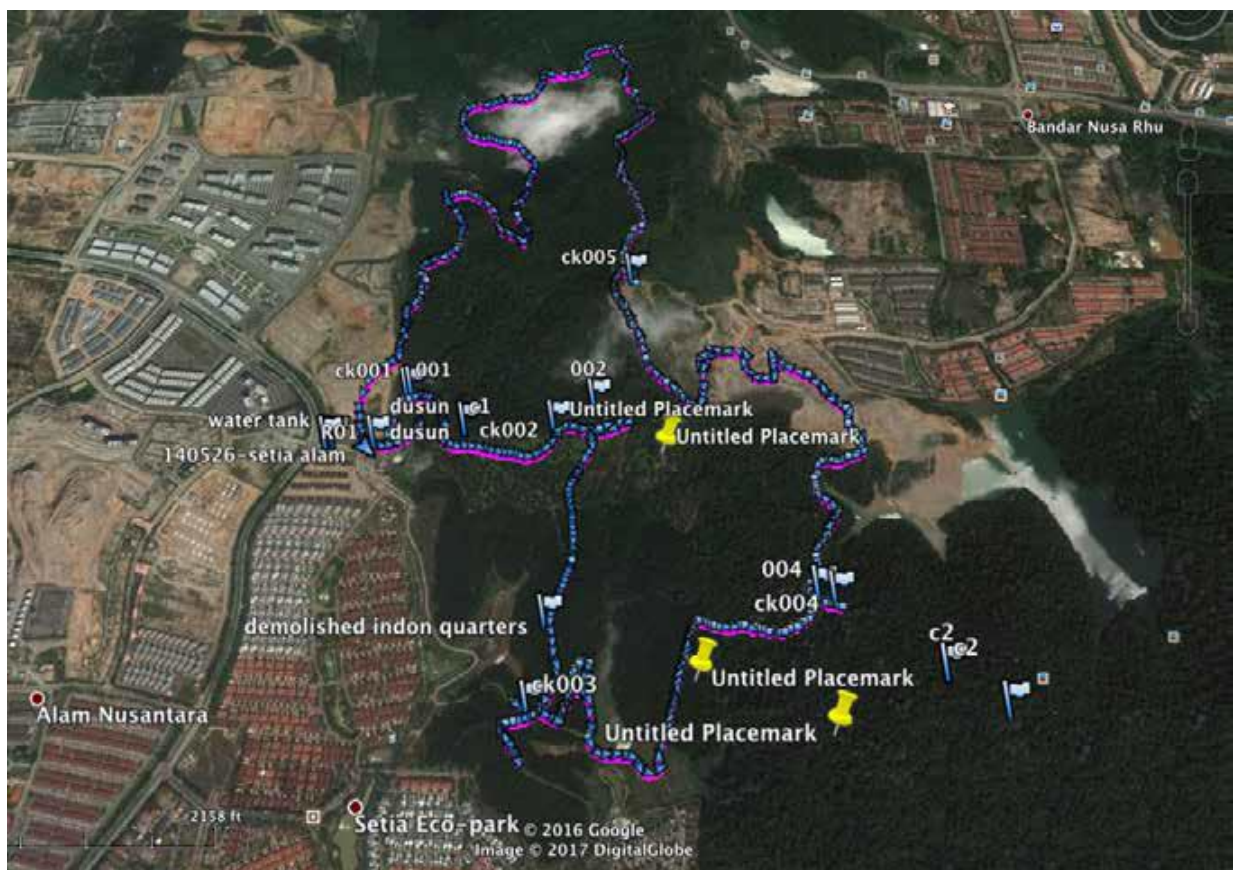 Bandar Nusa Rhu
ck005
ck001
001
002
dusun
c1
Untitled Placemark
water tank
R01
dusun
ck002
Untitled Placemark
140526-setia alam
004
ck004
demolished indon quarters
c2
c2
ck003
Untitled Placemark
Alam Nusantara
Untitled Placemark
2158 ft
Setia Eco-park
© 2016 Google
Image © 2017 DigitalGlobe